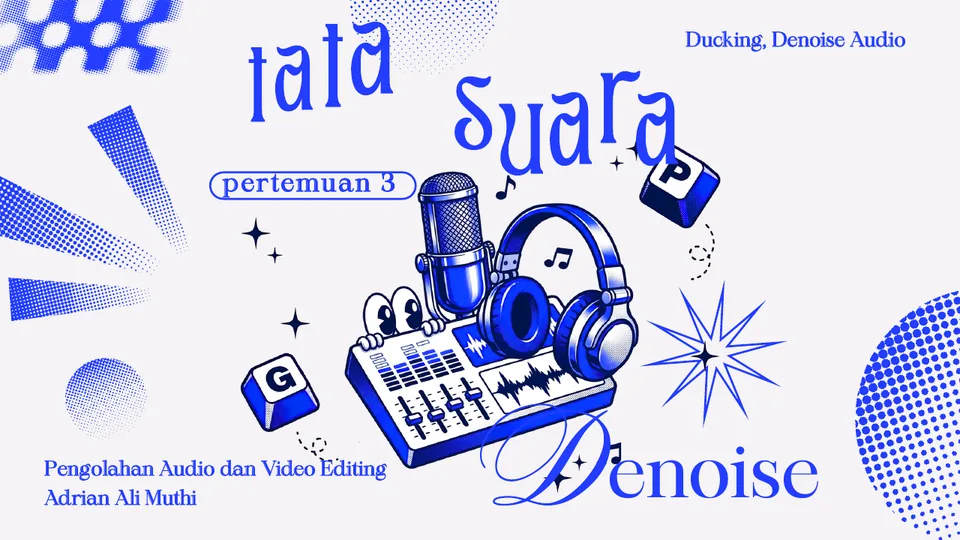 tata
suara
Ducking, Denoise Audio
pertemuan 3
P
G
Denoise
Pengolahan Audio dan Video Editing
Adrian Ali Muthi